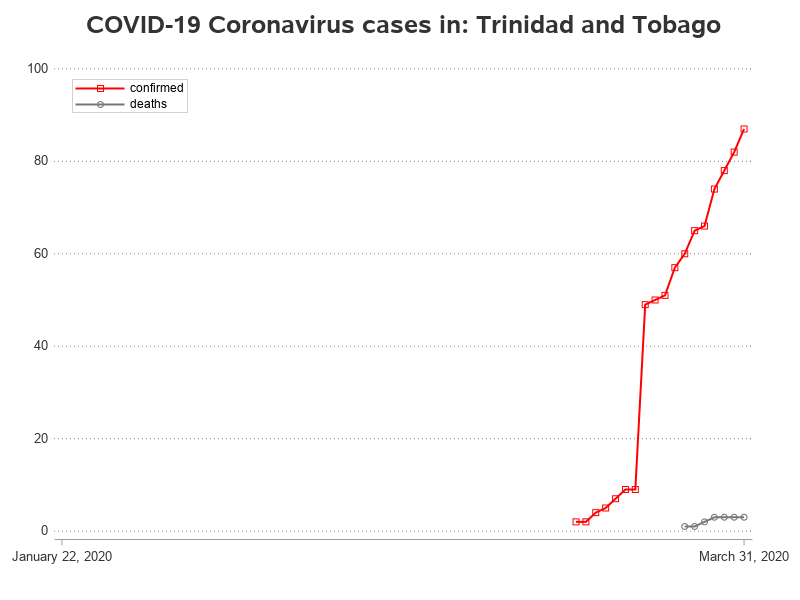 COVID-19 Coronavirus cases in: Trinidad and Tobago
100
confirmed
deaths
80
60
40
20
0
January 22, 2020
March 31, 2020